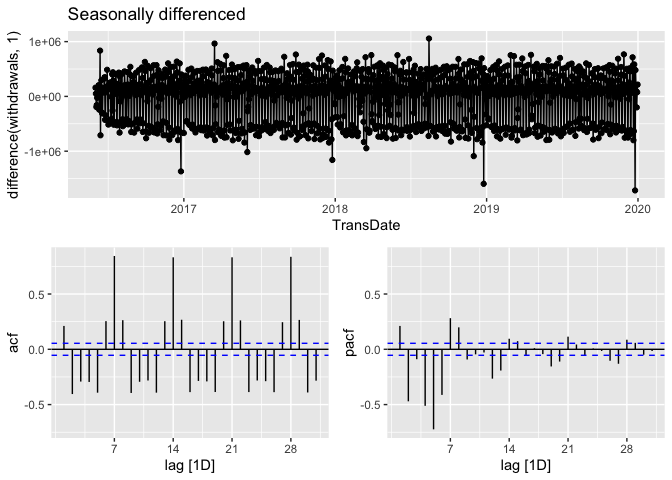 Seasonally differenced
difference(withdrawals, 1)
1e+06
0e+00
-1e+06
2017 2018 2019 2020
TransDate
acf
0.5
0.0
-0.5
7 14 21 28
lag [1D]
pacf
0.5
0.0
-0.5
7 14 21 28
lag [1D]